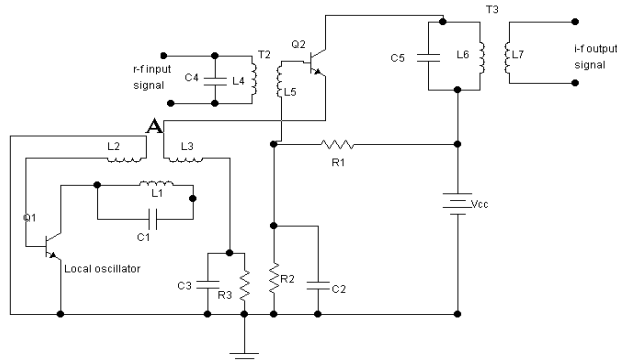 T3
Q2
T2
r-f input
signal
C4
L4
L5
C5
L6
L7
i-f output
signal
A
L2
L3
R1
L1
Q1
C1
Vcc
Local oscillator
C3
R3
R2
C2